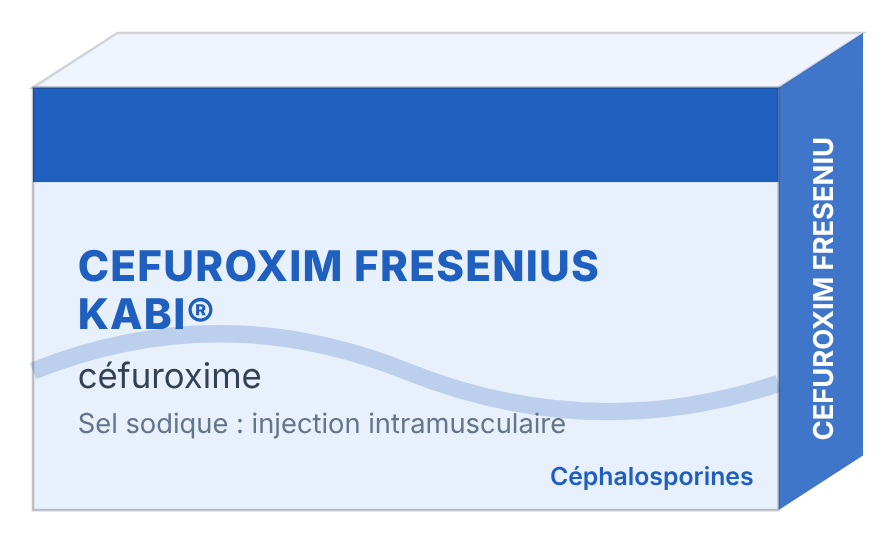 CEFUROXIM FRESENIUS
KABI®
céfuroxime
Sel sodique : injection intramusculaire
Céphalosporines
CEFUROXIM FRESENIU